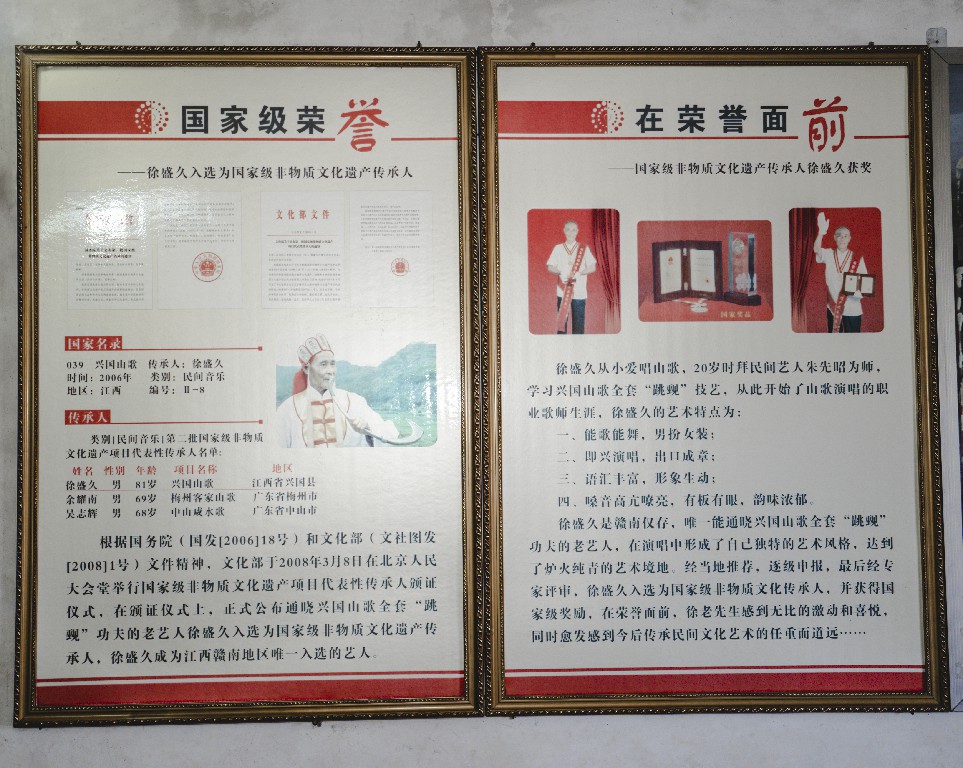 国家级荣誉
——徐盛久入选为国家级非物质文化遗产传承人
文化部文件
国家名录
039 兴国山歌 传承人：徐盛久
时间：2006年 类别：民间音乐
地区：江西 编号：Ⅱ-8
传承人
类别[民间音乐]第二批国家级非物质
文化遗产项目代表性传承人名单：
姓名 性别 年龄 项目名称 地区
徐盛久 男 81岁 兴国山歌 江西省兴国县
余耀南 男 69岁 梅州客家山歌 广东省梅州市
吴志辉 男 68岁 中山咸水歌 广东省中山市
根据国务院（国发[2006]18号）和文化部（文社图发
[2008]1号）文件精神，文化部于2008年3月8日在北京人民
大会堂举行国家级非物质文化遗产项目代表性传承人颁证
仪式，在颁证仪式上，正式公布通晓兴国山歌全套“跳
觋”功夫的老艺人徐盛久入选为国家级非物质文化遗产传
承人，徐盛久成为江西赣南地区唯一入选的艺人。
在荣誉面前
——国家级非物质文化遗产传承人徐盛久获奖
国家奖品
徐盛久从小爱唱山歌，20岁时拜民间艺人朱先昭为师，
学习兴国山歌全套“跳觋”技艺，从此开始了山歌演唱的职
业歌师生涯，徐盛久的艺术特点为：
一、能歌能舞，男扮女装；
二、即兴演唱，出口成章；
三、语汇丰富，形象生动；
四、嗓音高亢嘹亮，有板有眼，韵味浓郁。
徐盛久是赣南仅存，唯一能通晓兴国山歌全套“跳觋”
功夫的老艺人，在演唱中形成了自己独特的艺术风格，达到
了炉火纯青的艺术境地。经当地推荐，逐级申报，最后经专
家评审，徐盛久入选为国家级非物质文化传承人，并获得国
家级奖励，在荣誉面前，徐老先生感到无比的激动和喜悦，
同时愈发感到今后传承民间文化艺术的任重而道远……